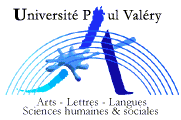 Université Paul Valéry
Arts - Lettres - Langues
Sciences humaines & sociales